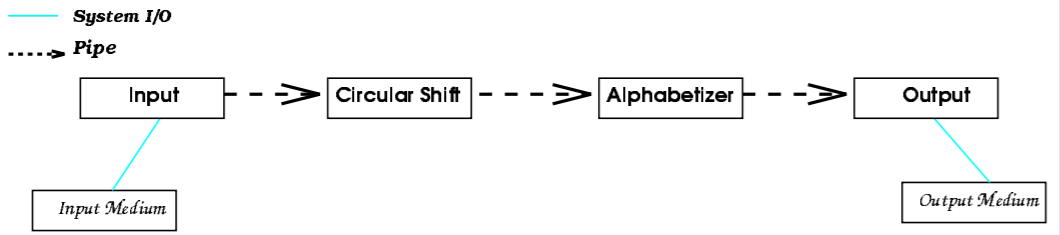 System I/O
Pipe
Input
Circular Shift
Alphabetizer
Output
Input Medium
Output Medium